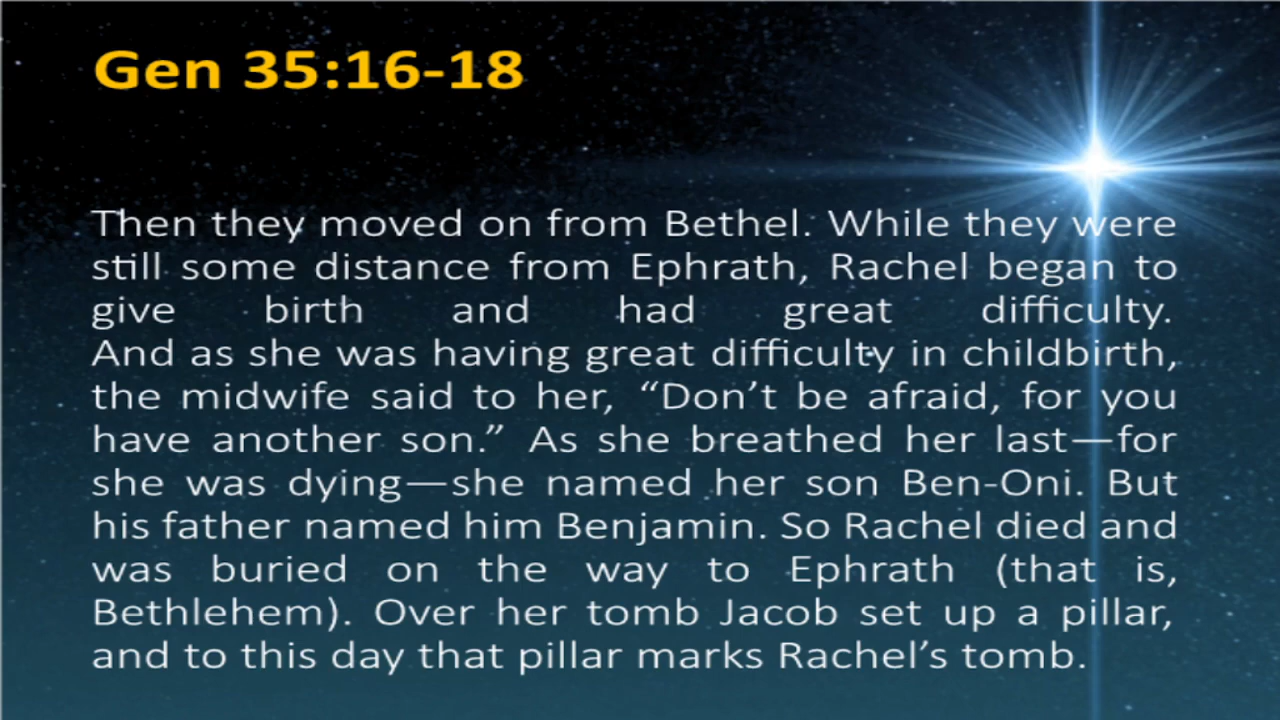 Gen 35:16-18
Then they moved on from Bethel. While they were
still some distance from Ephrath, Rachel began to
give birth and had great difficulty.
And as she was having great difficulty in childbirth,
the midwife said to her, “Don’t be afraid, for you
have another son.” As she breathed her last—for
she was dying—she named her son Ben-Oni. But
his father named him Benjamin. So Rachel died and
was buried on the way to Ephrath (that is,
Bethlehem). Over her tomb Jacob set up a pillar,
and to this day that pillar marks Rachel’s tomb.